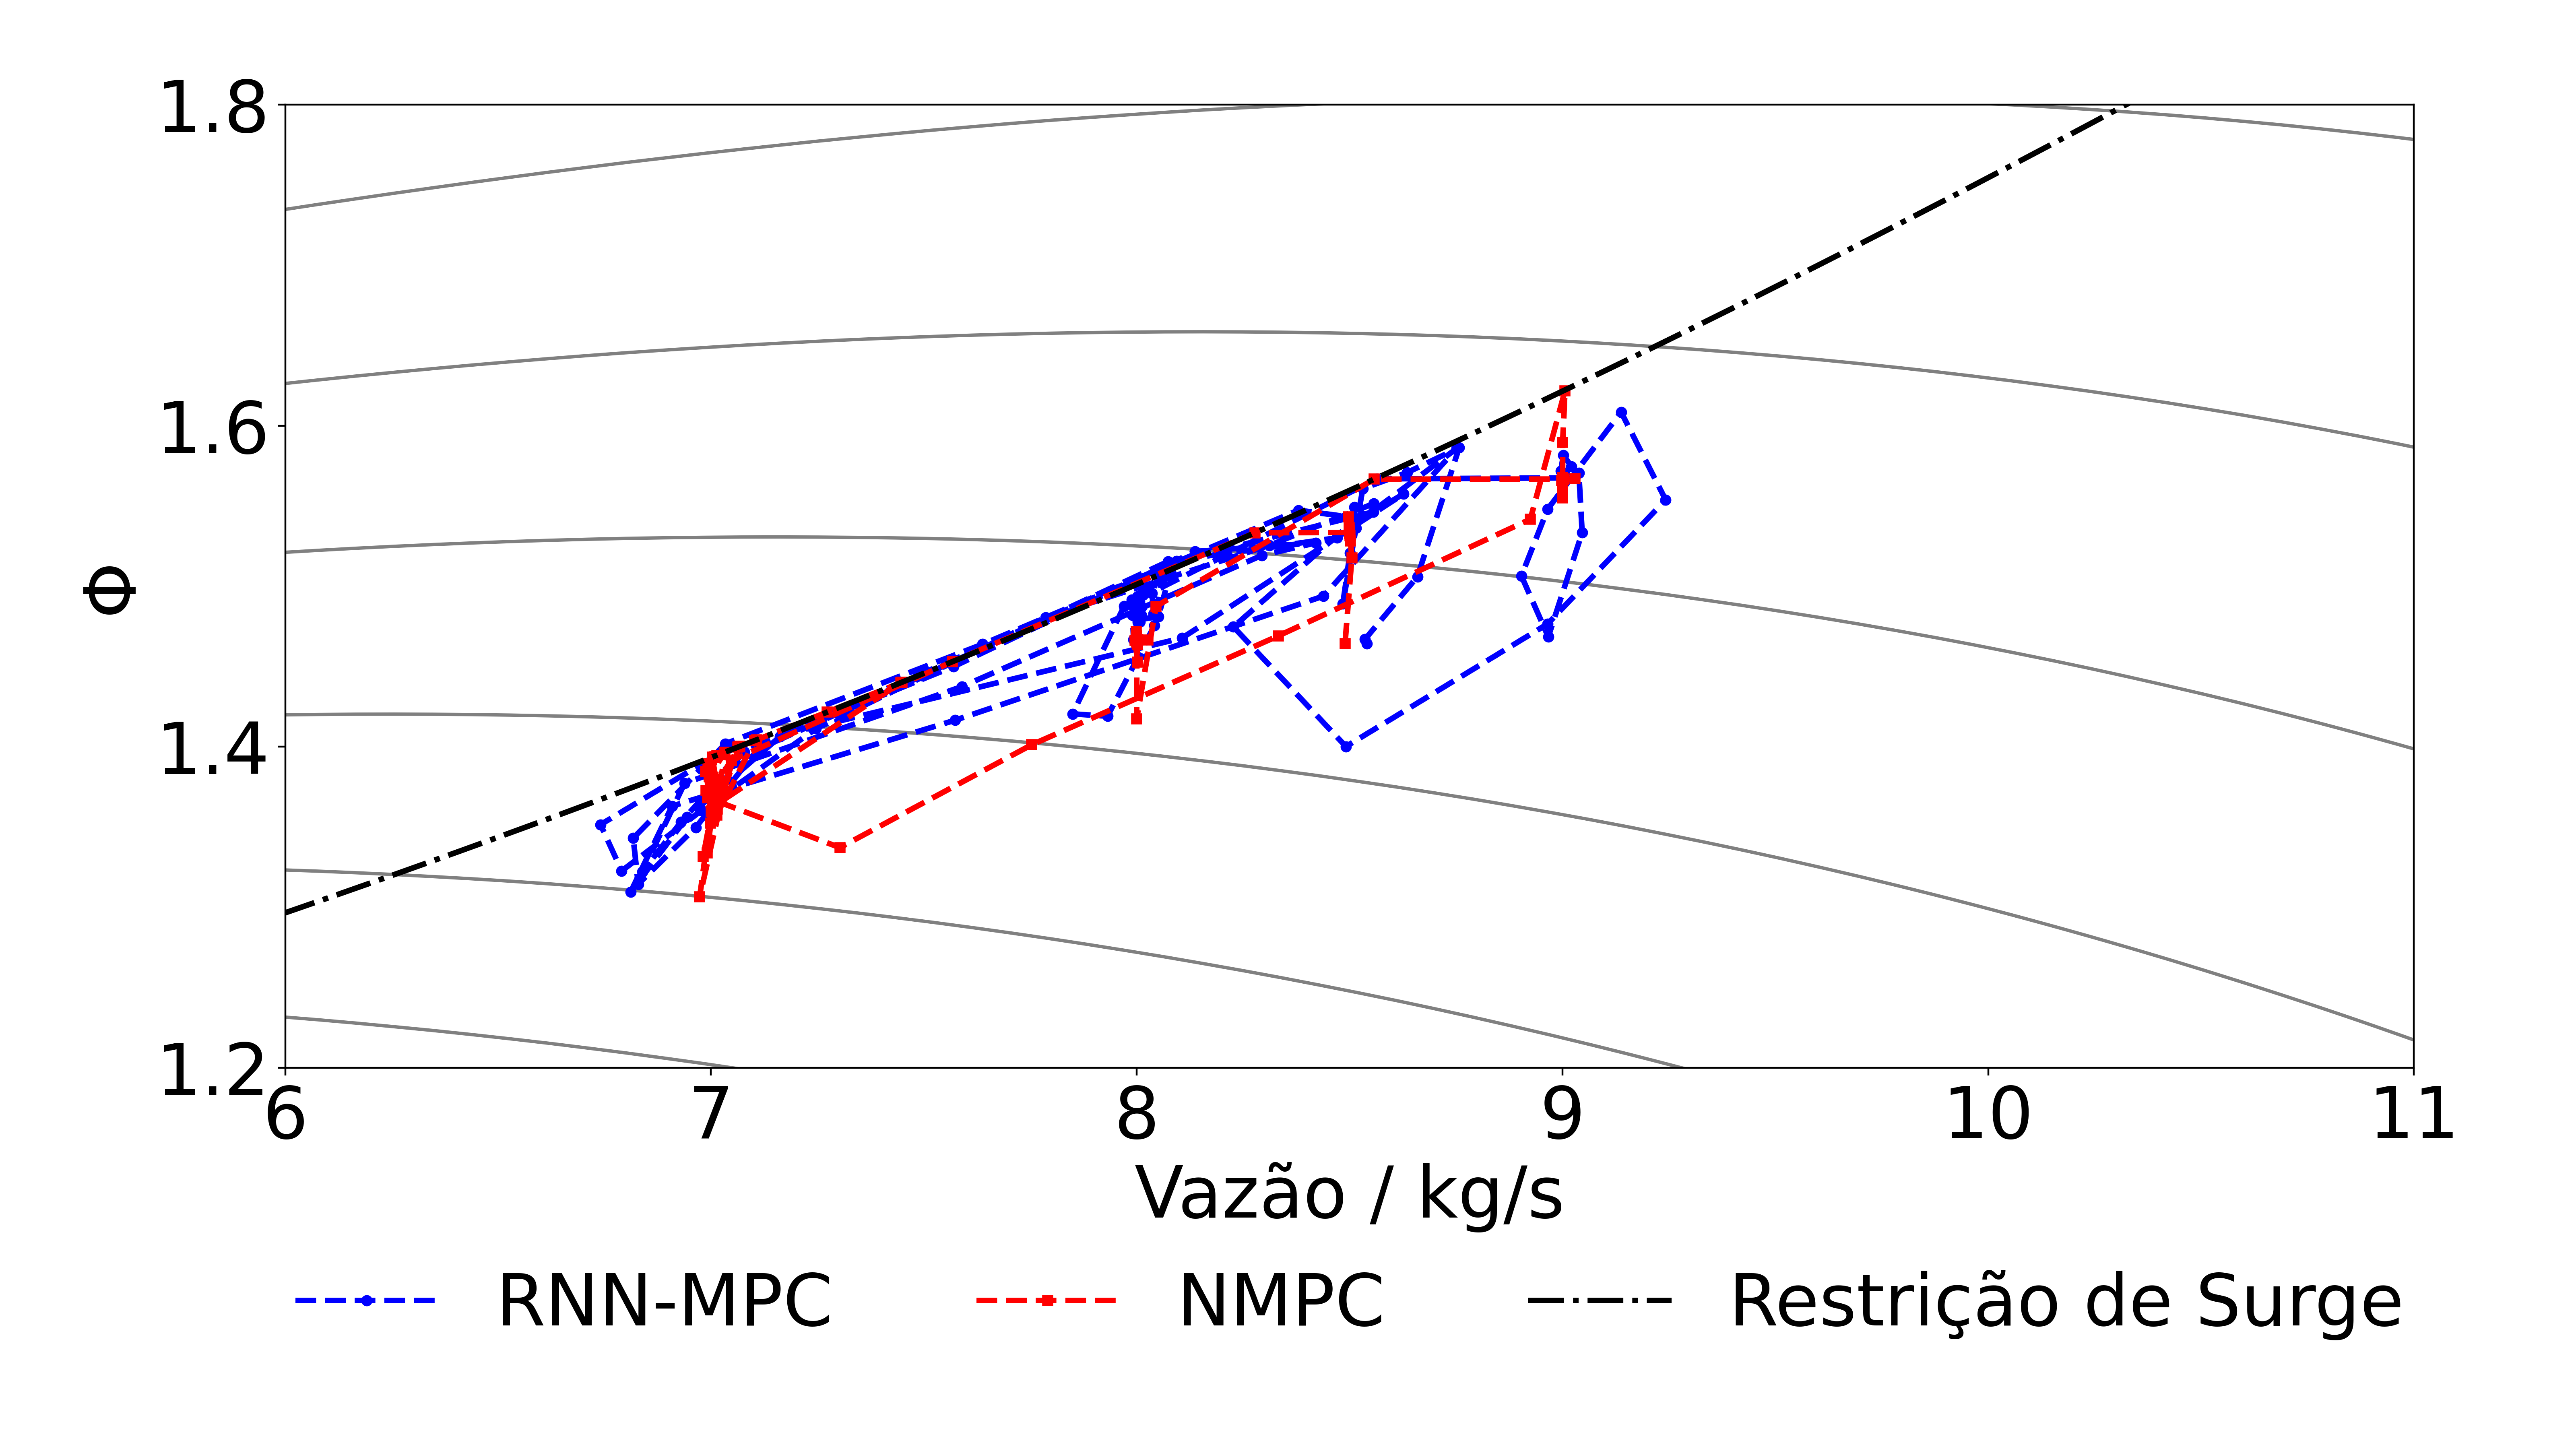 1.8
1.6
Φ
1.4
1.2
6 7 8 9 10 11
Vazão / kg/s
RNN-MPC NMPC Restrição de Surge